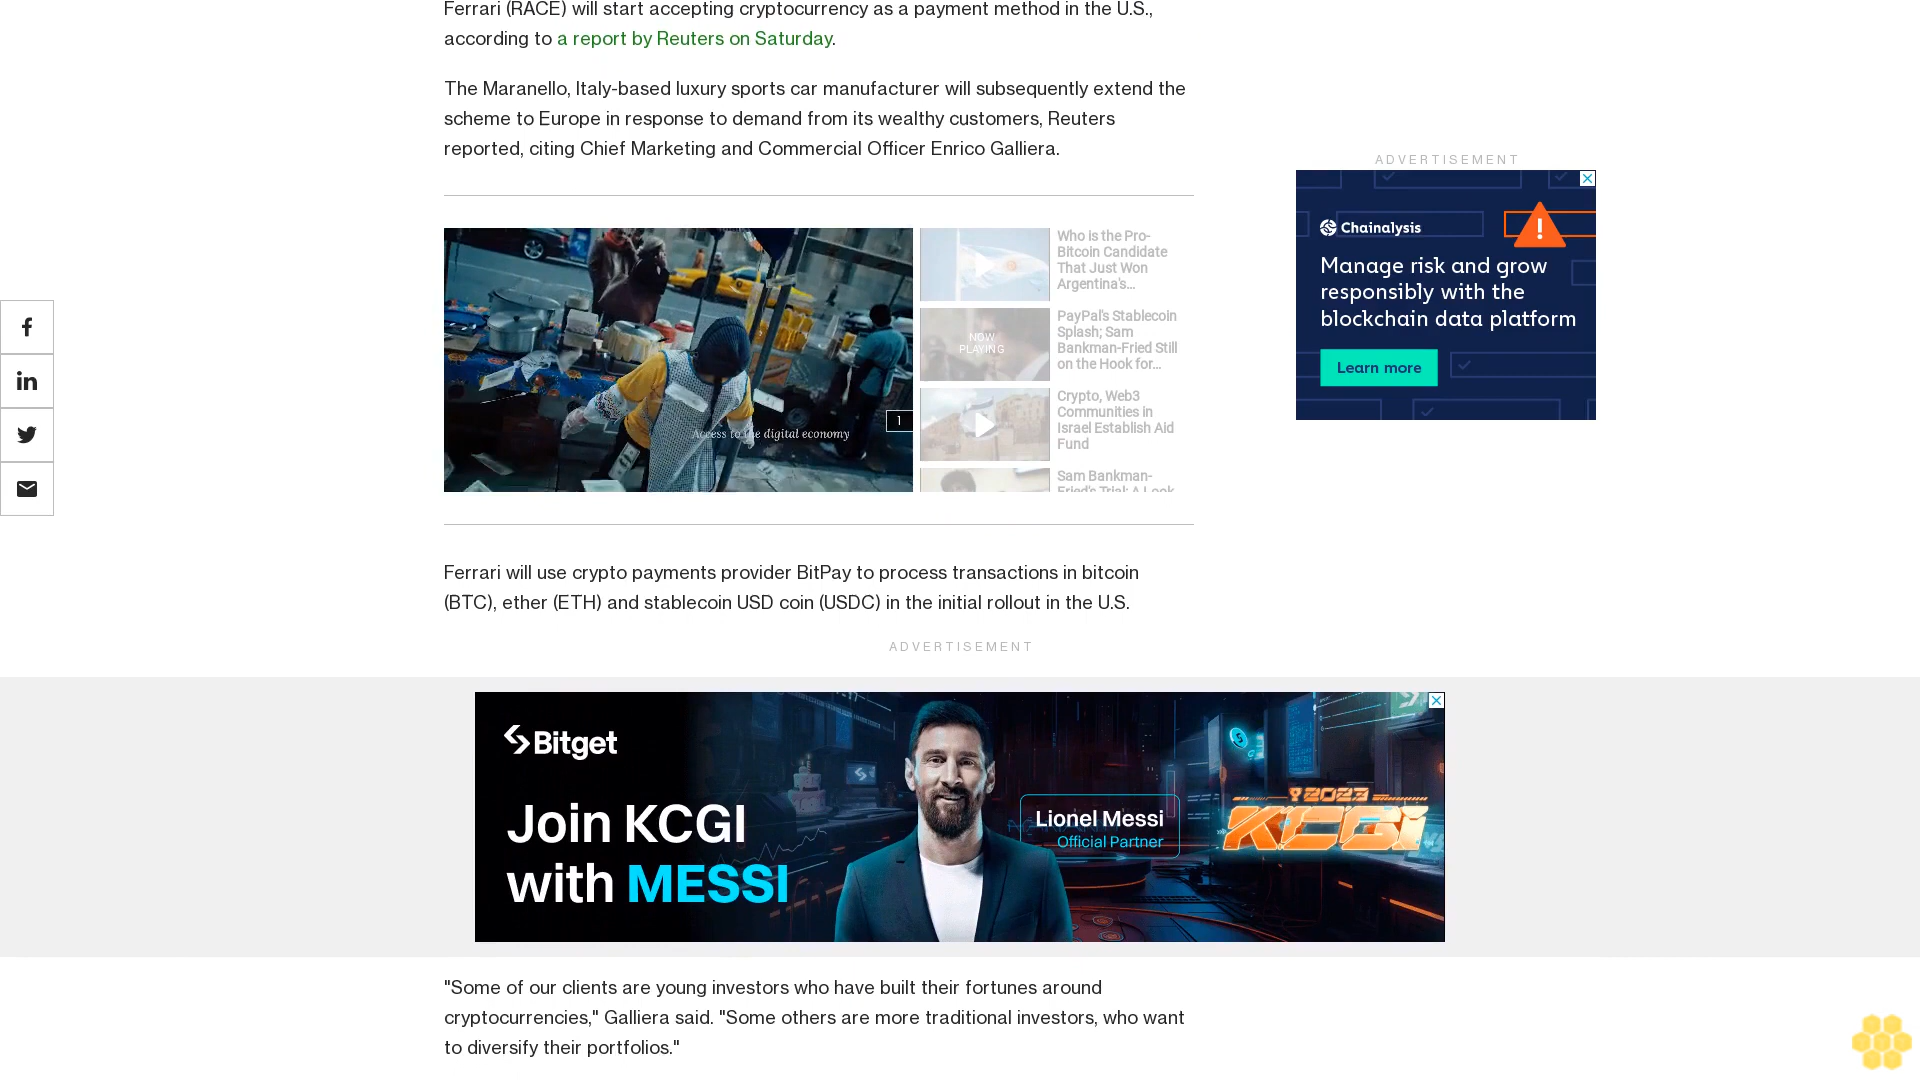 Ferrari (RACE) will start accepting cryptocurrency as a payment method in the U.S.,
according to a report by Reuters on Saturday.
The Maranello, Italy-based luxury sports car manufacturer will subsequently extend the
scheme to Europe in response to demand from its wealthy customers, Reuters
reported, citing Chief Marketing and Commercial Officer Enrico Galliera.
Access to the digital economy
1
Who is the Pro-
Bitcoin Candidate
That Just Won
Argentina's...
NOW
PLAYING
PayPal's Stablecoin
Splash; Sam
Bankman-Fried Still
on the Hook for...
Crypto, Web3
Communities in
Israel Establish Aid
Fund
Sam Bankman-
Fried's Trial: A Look
ADVERTISEMENT
Chainalysis
Manage risk and grow
responsibly with the
blockchain data platform
Learn more
Ferrari will use crypto payments provider BitPay to process transactions in bitcoin
(BTC), ether (ETH) and stablecoin USD coin (USDC) in the initial rollout in the U.S.
ADVERTISEMENT
Bitget
Join KCGI
with MESSI
Lionel Messi
Official Partner
2023
KCGI
"Some of our clients are young investors who have built their fortunes around
cryptocurrencies," Galliera said. "Some others are more traditional investors, who want
to diversify their portfolios."